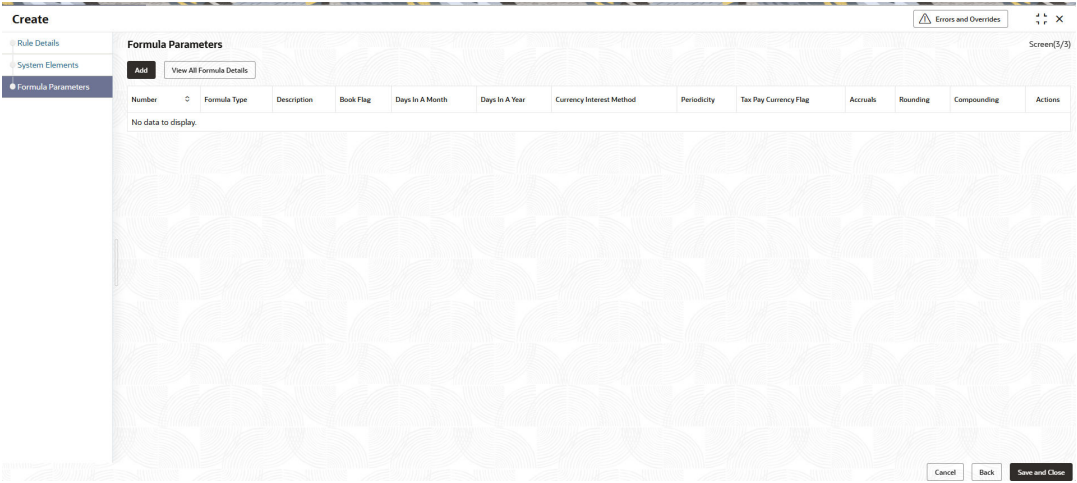 Create
Errors and Overrides
Rule Details
System Elements
Formula Parameters
Formula Parameters
Screen(3/3)
Add
View All Formula Details
Number Formula Type Description Book Flag Days In A Month Days In A Year Currency Interest Method Periodicity Tax Pay Currency Flag Accruals Rounding Compounding Actions
No data to display.
Cancel Back Save and Close